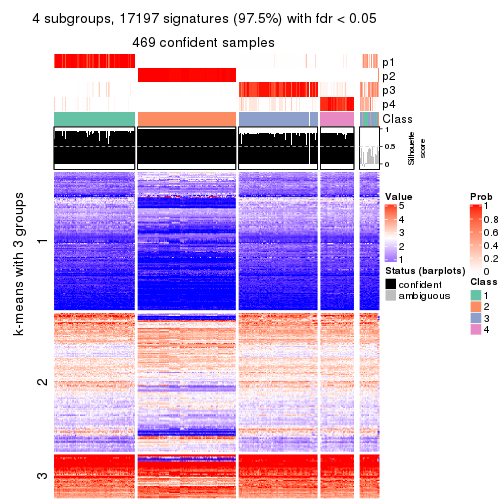 4 subgroups, 17197 signatures (97.5%) with fdr < 0.05
469 confident samples
p1
p2
p3
p4
Class
1
0.5
0
Silhouette
score
k-means with 3 groups
1
2
3
Value
5
4
3
2
1
Status (barplots)
confident
ambiguous
Prob
1
0.8
0.6
0.4
0.2
0
Class
1
2
3
4